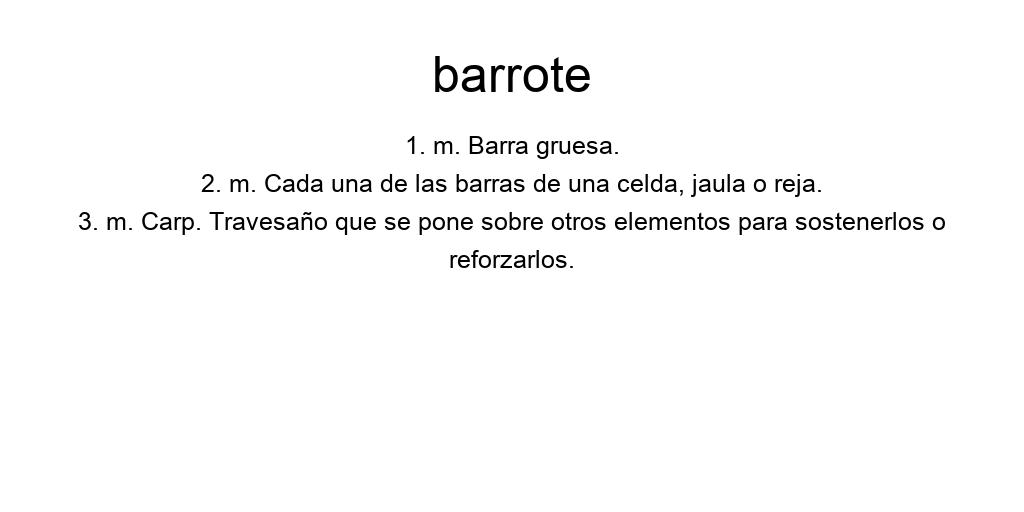 barrote
1. m. Barra gruesa.
2. m. Cada una de las barras de una celda, jaula o reja.
3. m. Carp. Travesaño que se pone sobre otros elementos para sostenerlos o
reforzarlos.